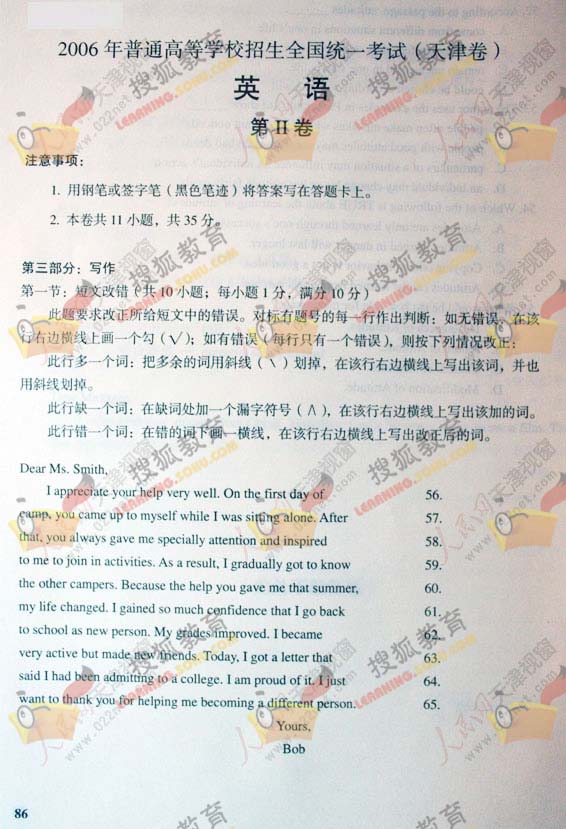 2006年普通高等学校招生全国统一考试(天津卷)
英 语
第II卷
注意事项:
1. 用钢笔或签字笔(黑色笔迹)将答案写在答题卡上。
2. 本卷共11小题,共35分。
第三部分:写作
第一节:短文改错(共10小题;每小题1分,满分10分)
此题要求改正所给短文中的错误。对标有题号的每一行作出判断:如无错误,在该
行右边横线上画一个勾(√);如有错误(每行只有一个错误),则按下列情况改正:
此行多一个词:把多余的词用斜线(\)划掉,在该行右边横线上写出该词,并也
用斜线划掉。
此行缺一个词:在缺词处加一个漏字符号(∧),在该行右边横线上写出该加的词。
此行错一个词:在错的词下画一横线,在该行右边横线上写出改正后的词。
Dear Ms. Smith,
I appreciate your help very well. On the first day of 56.
camp, you came up to myself while I was sitting alone. After 57.
that, you always gave me specially attention and inspired 58.
to me to join in activities. As a result, I gradually got to know 59.
the other campers. Because the help you gave me that summer, 60.
my life changed. I gained so much confidence that I go back 61.
to school as new person. My grades improved. I became 62.
very active but made new friends. Today, I got a letter that 63.
said I had been admitting to a college. I am proud of it. I just 64.
want to thank you for helping me becoming a different person. 65.
Yours,
Bob
86
搜狐教育
LEARNING.SOHU.COM
人民网 天津视窗
www.022net.com